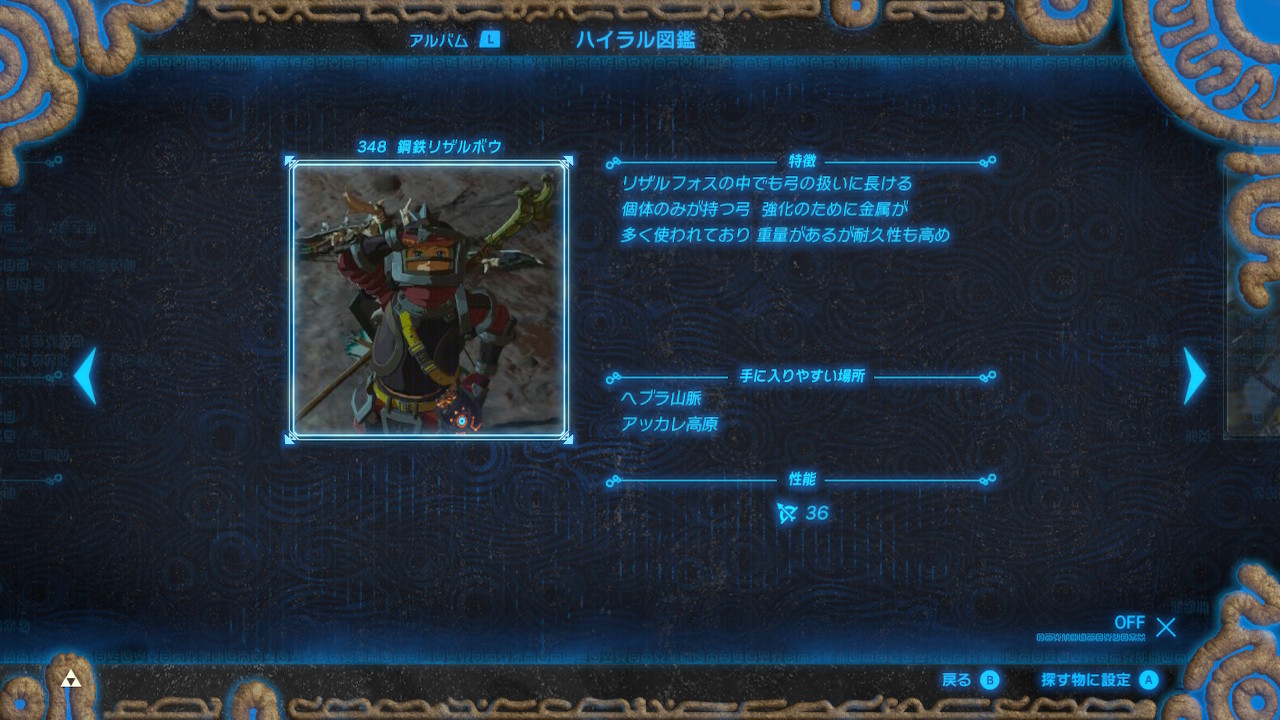 アルバム L
ハイラル図鑑
348 鋼鉄リザルボウ
特徴
リザルフォスの中でも弓の扱いに長ける
個体のみが持つ弓 強化のために金属が
多く使われており 重量があるが耐久性も高め
手に入りやすい場所
へブラ山脈
アッカレ高原
性能
36
OFF
戻る B
探す物に設定 A